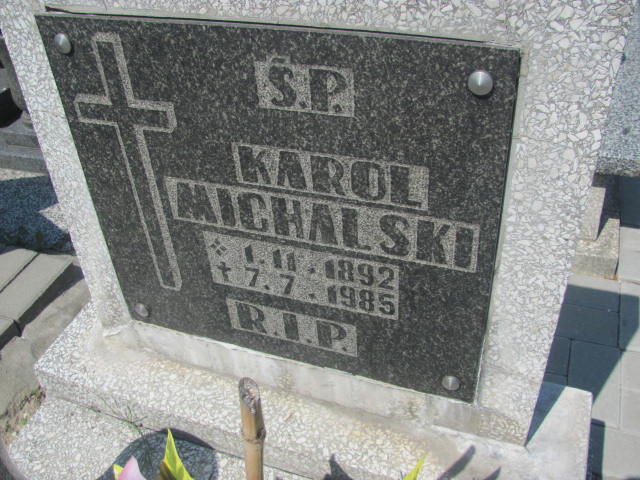 Ś.P.
KAROL
MICHALSKI
1.11.1892
✝ 7.7.1985
R.I.P.